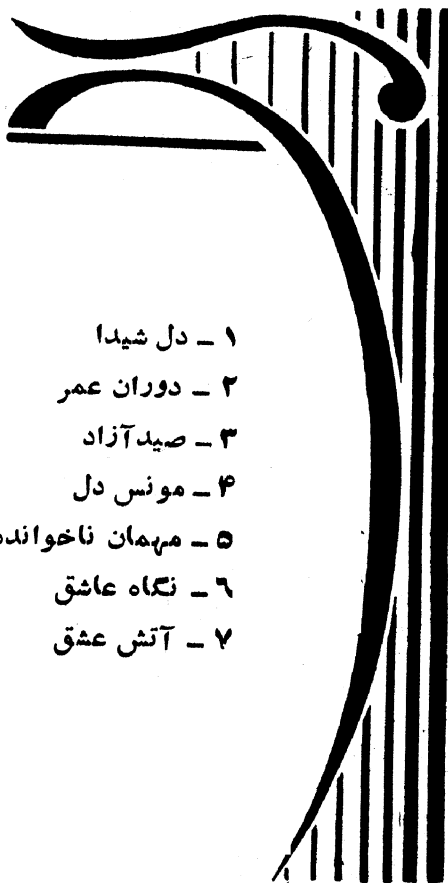 ۱ ـ دل شیدا
۲ ـ دوران عمر
۳ ـ صیدآزاد
۴ ـ مونس دل
۵ ـ مهمان ناخوانده
۶ ـ نگاه عاشق
۷ ـ آتش عشق